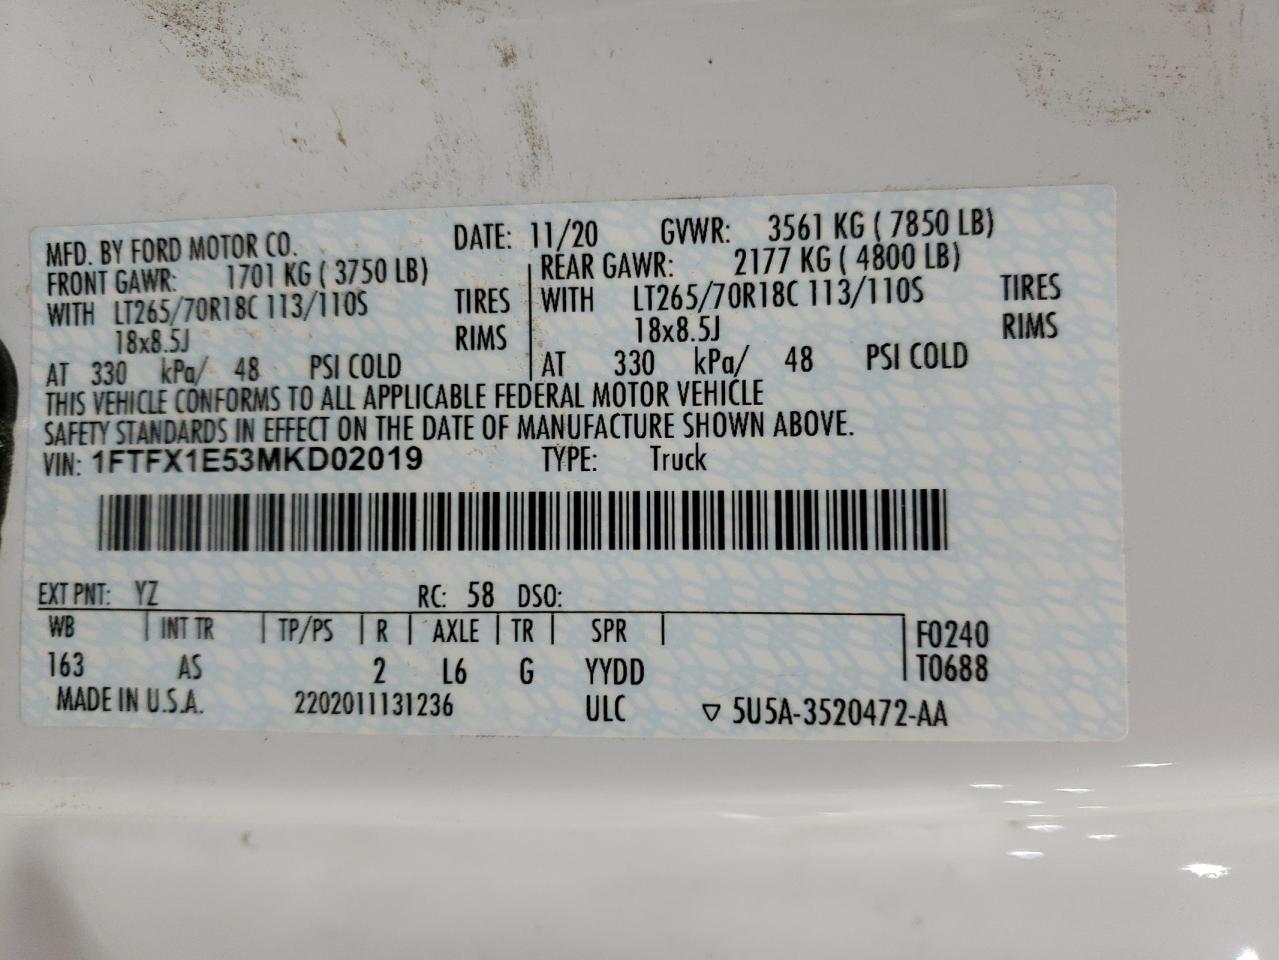 MFD. BY FORD MOTOR CO. DATE: 11/20 GVWR: 3561 KG ( 7850 LB)
FRONT GAWR: 1701 KG ( 3750 LB) REAR GAWR: 2177 KG ( 4800 LB)
WITH LT265/70R18C 113/110S TIRES WITH LT265/70R18C 113/110S TIRES
18x8.5J RIMS 18x8.5J RIMS
AT 330 kPa/ 48 PSI COLD AT 330 kPa/ 48 PSI COLD
THIS VEHICLE CONFORMS TO ALL APPLICABLE FEDERAL MOTOR VEHICLE
SAFETY STANDARDS IN EFFECT ON THE DATE OF MANUFACTURE SHOWN ABOVE.
VIN: 1FTFX1E53MKD02019 TYPE: Truck
EXT PNT: YZ RC: 58 DSO:
WB INT TR TP/PS R AXLE TR SPR F0240
163 AS 2 L6 G YYDD T0688
MADE IN U.S.A. 2202011131236 ULC ▽ 5U5A-3520472-AA